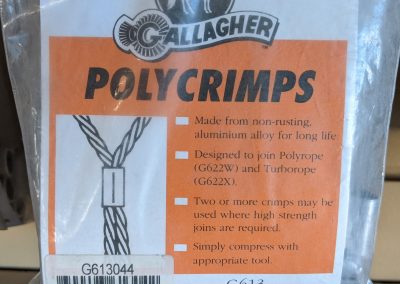 GALLAGHER
POLYCRIMPS
Made from non-rusting,
aluminium alloy for long life
Designed to join Polyrope
(G622W) and Turborope
(G622X).
Two or more crimps may be
used where high strength
joins are required.
Simply compress with
appropriate tool.
G613044
G613